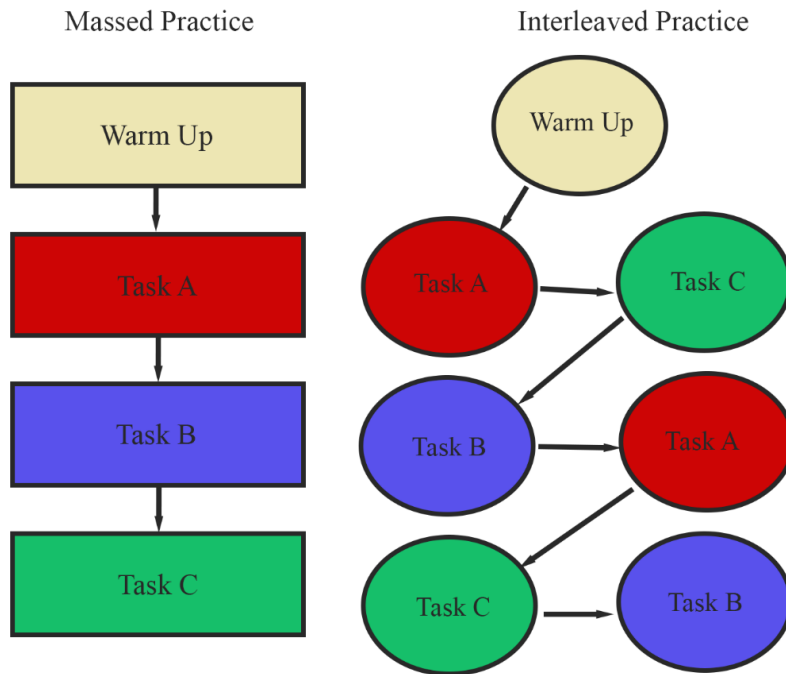 Massed Practice
Warm Up
Task A
Task B
Task C
Interleaved Practice
Warm Up
Task A
Task C
Task B
Task A
Task C
Task B